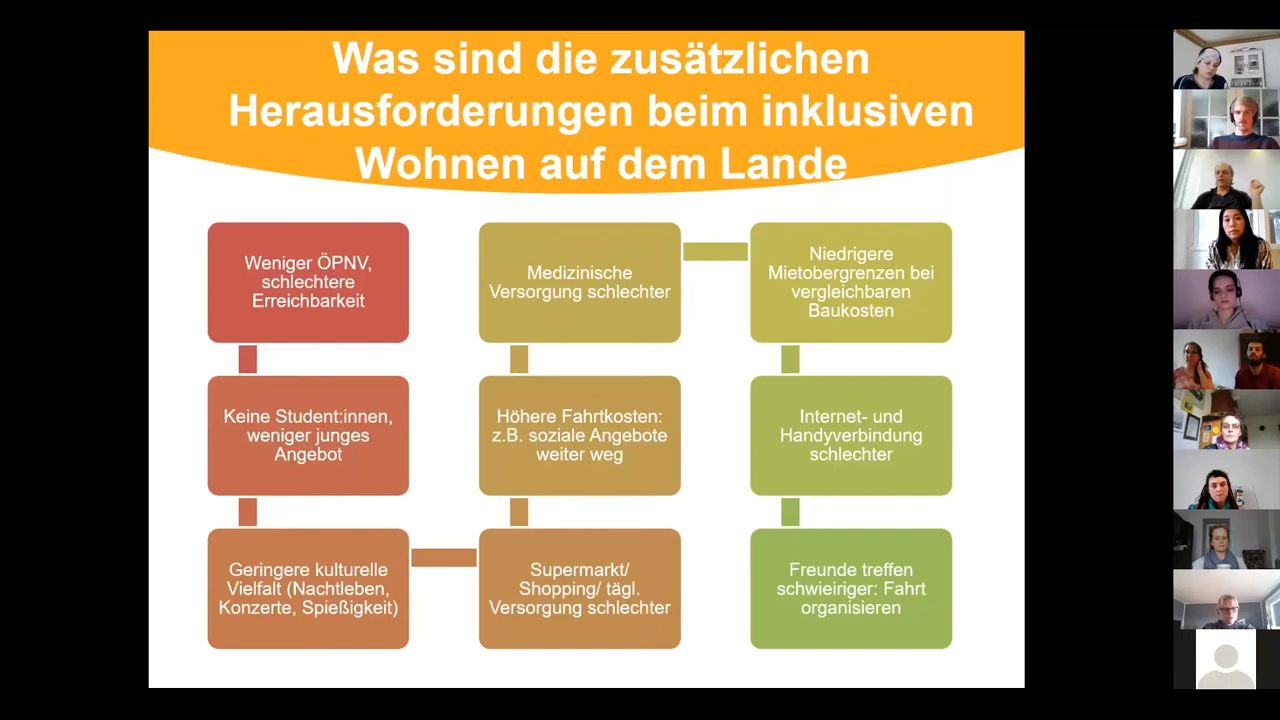 Was sind die zusätzlichen
Herausforderungen beim inklusiven
Wohnen auf dem Lande
Weniger ÖPNV,
schlechtere
Erreichbarkeit
Keine Student:innen,
weniger junges
Angebot
Geringere kulturelle
Vielfalt (Nachtleben,
Konzerte, Spießigkeit)
Supermarkt/
Shopping/ tägl.
Versorgung schlechter
Höhere Fahrtkosten:
z.B. soziale Angebote
weiter weg
Medizinische
Versorgung schlechter
Niedrigere
Mietobergrenzen bei
vergleichbaren
Baukosten
Internet- und
Handyverbindung
schlechter
Freunde treffen
schwieiriger: Fahrt
organisieren